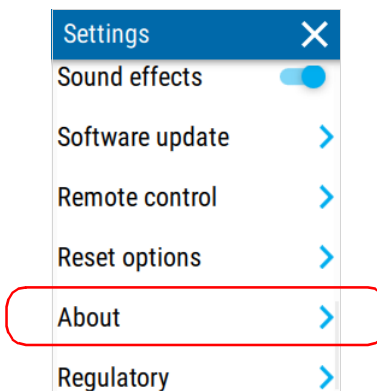 Settings
Sound effects
Software update
Remote control
Reset options
About
Regulatory